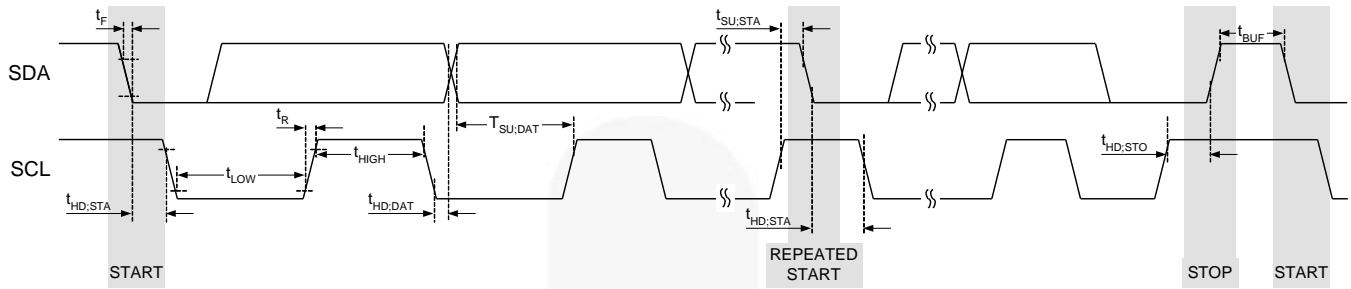 tF
tSU;STA
tBUF
SDA
tR
TSU;DAT
tHIGH
tHD;STO
SCL
tLOW
tHD;STA
tHD;DAT
tHD;STA
REPEATED
START
START
STOP
START